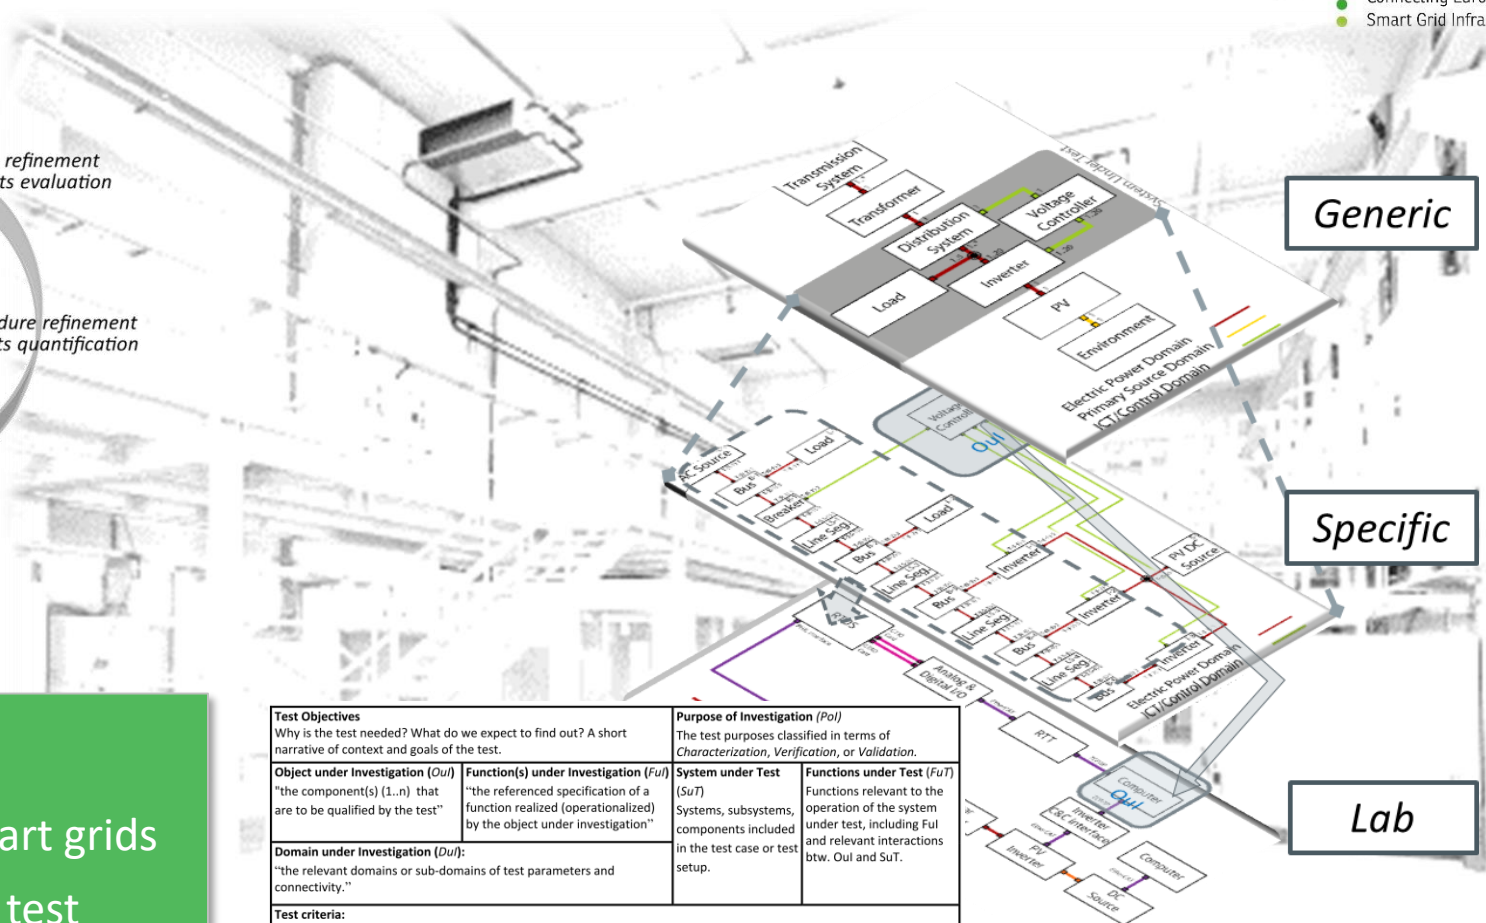 Smart Grid Infra
refinement
ts evaluation
dure refinement
ts quantification
Generic
Specific
Lab
System Under Test
Transmission
System
Transformer
Distribution
System
Voltage
Controller
Load
Inverter
PV
Environment
Electric Power Domain
Primary Source Domain
ICT/Control Domain
Voltage
OuI
AC Source
Load
Bus
Breaker
Line Seg.
Load
Bus
Line Seg.
Inverter
PV DC
Source
Bus
Line Seg.
Inverter
Bus
Line Seg.
Inverter
Bus
Electric Power Domain
ICT/Control Domain
Analog &
Digital I/O
RTT
Computer
OuI
Inverter
C&C interface
PV
Inverter
Computer
DC
Source
art grids
test
Test Objectives
Why is the test needed? What do we expect to find out? A short
narrative of context and goals of the test.
Purpose of Investigation (PoI)
The test purposes classified in terms of
Characterization, Verification, or Validation.
Object under Investigation (OuI)
"the component(s) (1..n) that
are to be qualified by the test"
Function(s) under Investigation (FuI)
"the referenced specification of a
function realized (operationalized)
by the object under investigation"
System under Test
(SuT)
Systems, subsystems,
components included
in the test case or test
setup.
Functions under Test (FuT)
Functions relevant to the
operation of the system
under test, including FuI
and relevant interactions
btw. OuI and SuT.
Domain under Investigation (DuI):
"the relevant domains or sub-domains of test parameters and
connectivity."
Test criteria: